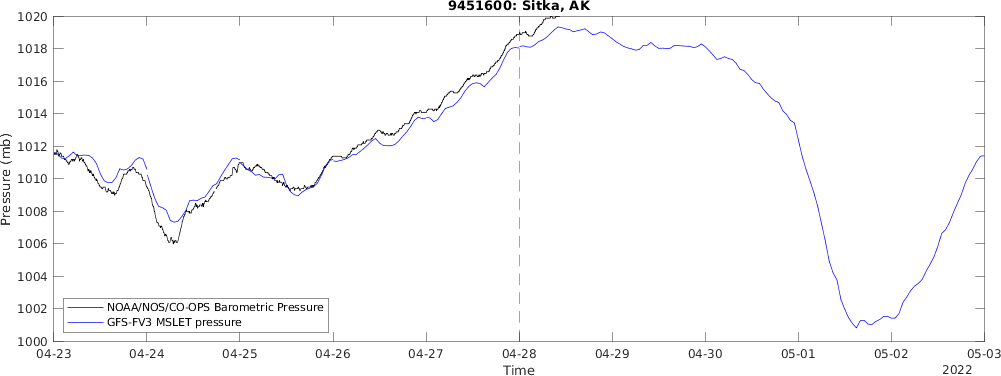 9451600: Sitka, AK
Pressure (mb)
1020
1018
1016
1014
1012
1010
1008
1006
1004
1002
1000
NOAA/NOS/CO-OPS Barometric Pressure
GFS-FV3 MSLET pressure
04-23 04-24 04-25 04-26 04-27 04-28 04-29 04-30 05-01 05-02 05-03
Time
2022